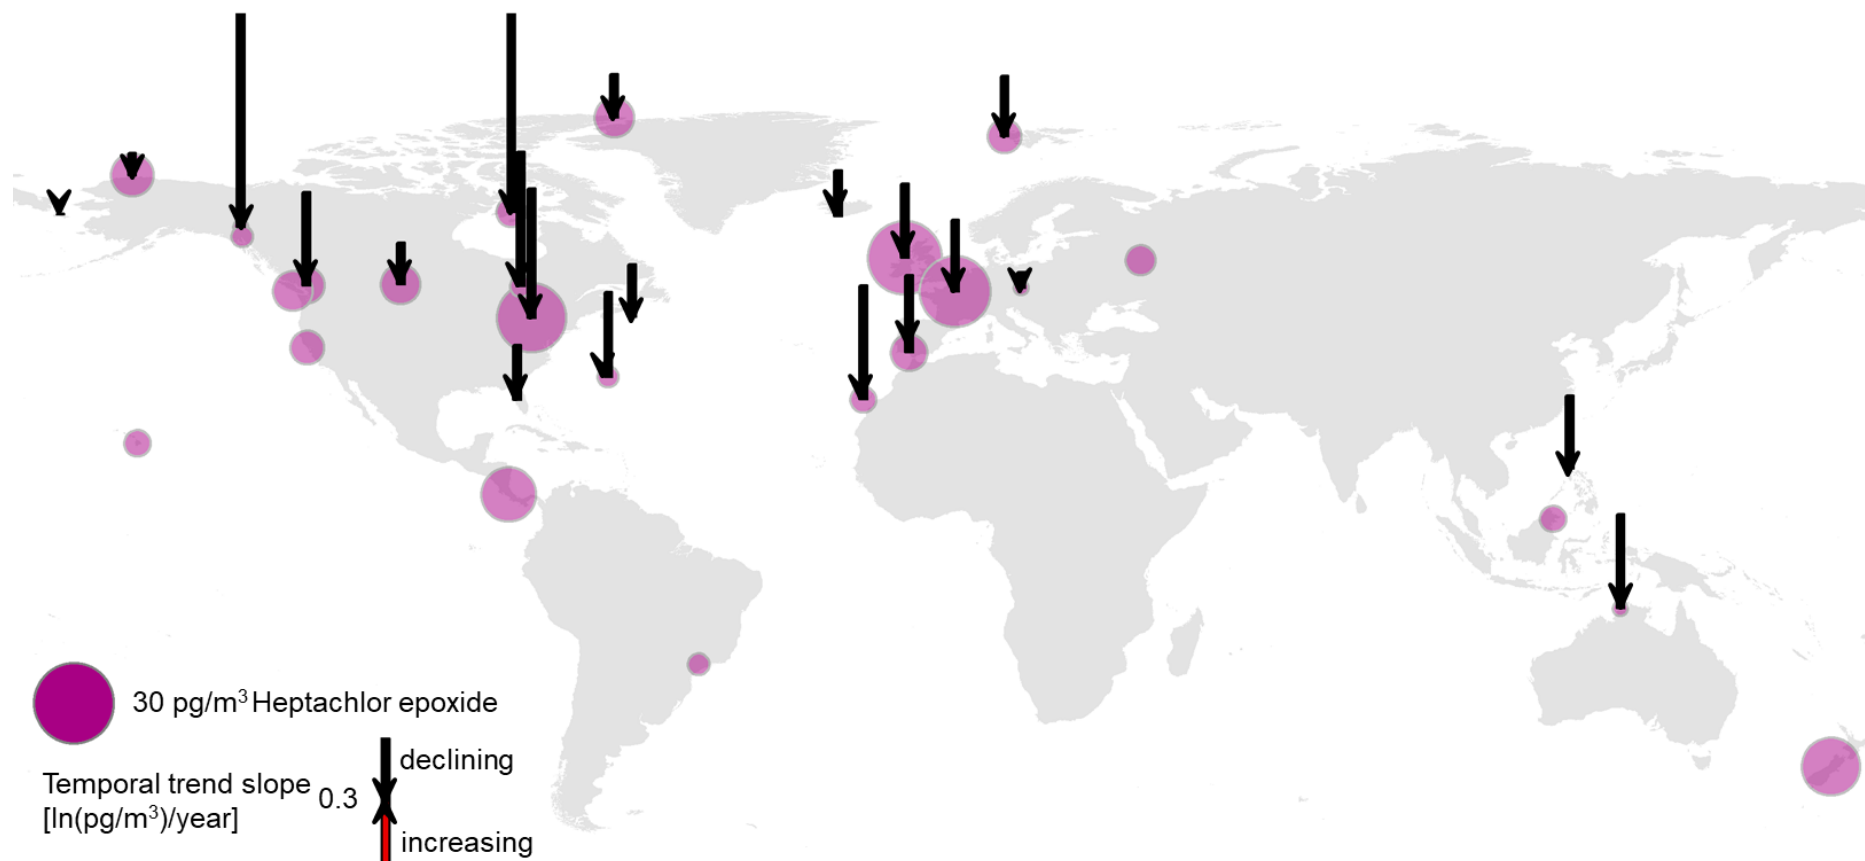 30 pg/m³ Heptachlor epoxide
declining
Temporal trend slope
0.3
[ln(pg/m³)/year]
increasing